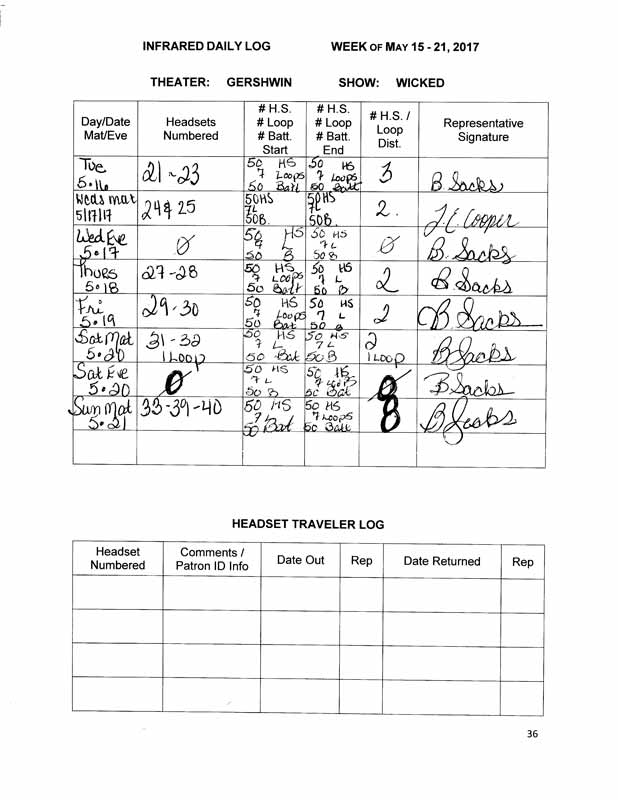 INFRARED DAILY LOG WEEK OF MAY 15 - 21, 2017
THEATER: GERSHWIN SHOW: WICKED
Day/Date Mat/Eve Headsets Numbered # H.S. # Loop # Batt. Start # H.S. # Loop # Batt. End # H.S. / Loop Dist. Representative Signature
Tue 21-23 50 HS 50 HS 3 B Sacks
7 Loops 7 Loops
5.16 50 Batt 50 Batt
Weds mat 24 & 25 50HS 50HS 2. J.C. Cooper
7L 7L
5/17/17 50B. 50B.
Wed Eve 0 50 HS 50 HS 0 B. Sacks
7 L 7 L
5.17 50 B 50 B
Thurs 27-28 50 HS 50 HS 2 B Sacks
7 Loops 7 L
5.18 50 Batt 50 B
Fri 29-30 50 HS 50 HS 2 B Sacks
7 Loops 7 L
5.19 50 Bat 50 B
Sat Mat 31-32 50 HS 50 HS 2 B Sacks
7 L 7 L
5.20 1 LOOP 50 Bat 50 B 1 LOOP
Sat Eve 0 50 HS 50 HS 0 B Sacks
7 L 7 Loops
5.20 50 B 50 Bat
Sun Mat 33-39-40 50 HS 50 HS 8 B Sacks
7 L 7 Loops
5.21 50 Bat 50 Batt
HEADSET TRAVELER LOG
Headset Numbered Comments / Patron ID Info Date Out Rep Date Returned Rep
36